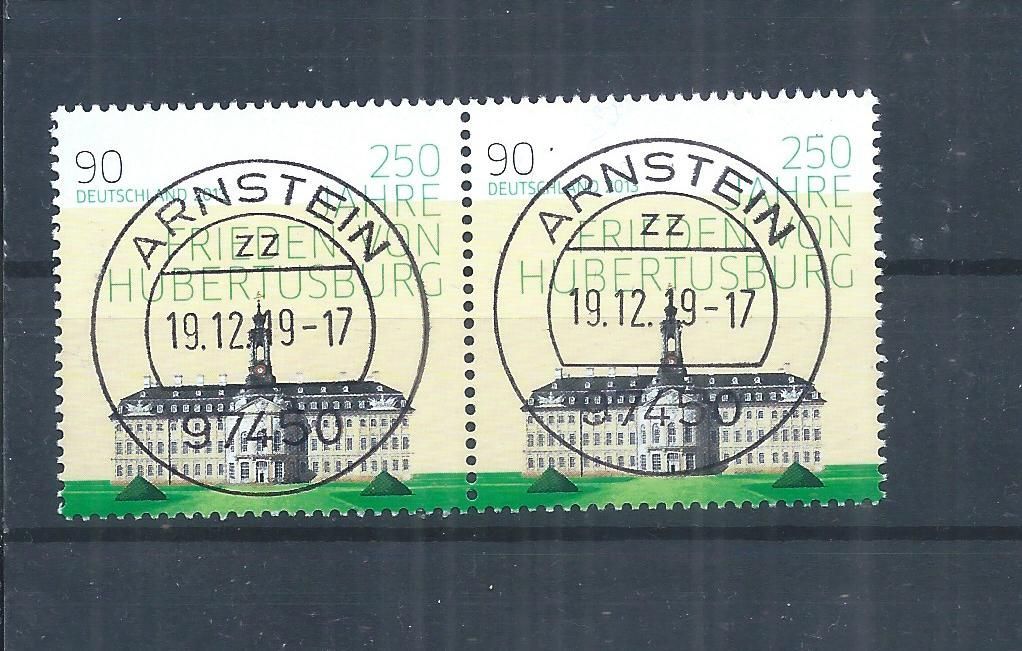 90
250
DEUTSCHLAND 2013
JAHRE
FRIEDEN VON
HUBERTUSBURG
ARNSTEIN
zz
19.12.19-17
97450
90
250
DEUTSCHLAND 2013
JAHRE
FRIEDEN VON
HUBERTUSBURG
ARNSTEIN
zz
19.12.19-17
97450